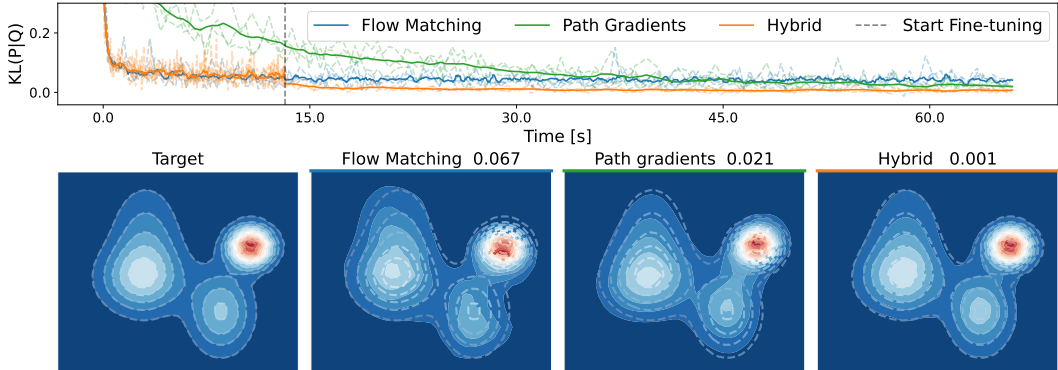 KL(P|Q)
0.2
0.0
Flow Matching
Path Gradients
Hybrid
Start Fine-tuning
0.0
15.0
30.0
45.0
60.0
Time [s]
Target
Flow Matching 0.067
Path gradients 0.021
Hybrid 0.001